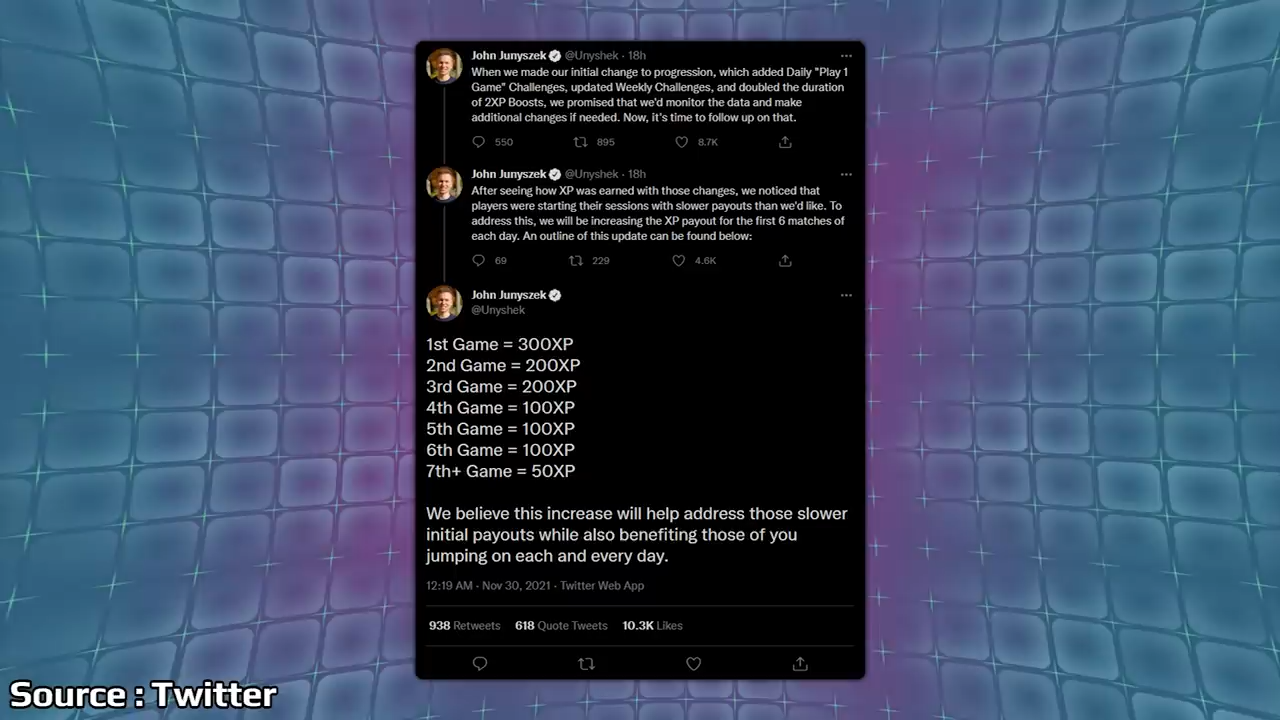 John Junyszek @Unyshek · 18h
When we made our initial change to progression, which added Daily "Play 1
Game" Challenges, updated Weekly Challenges, and doubled the duration
of 2XP Boosts, we promised that we'd monitor the data and make
additional changes if needed. Now, it's time to follow up on that.
550 895 8.7K
John Junyszek @Unyshek · 18h
After seeing how XP was earned with those changes, we noticed that
players were starting their sessions with slower payouts than we'd like. To
address this, we will be increasing the XP payout for the first 6 matches of
each day. An outline of this update can be found below:
69 229 4.6K
John Junyszek
@Unyshek
1st Game = 300XP
2nd Game = 200XP
3rd Game = 200XP
4th Game = 100XP
5th Game = 100XP
6th Game = 100XP
7th+ Game = 50XP
We believe this increase will help address those slower
initial payouts while also benefiting those of you
jumping on each and every day.
12:19 AM · Nov 30, 2021 · Twitter Web App
938 Retweets 618 Quote Tweets 10.3K Likes
Source : Twitter